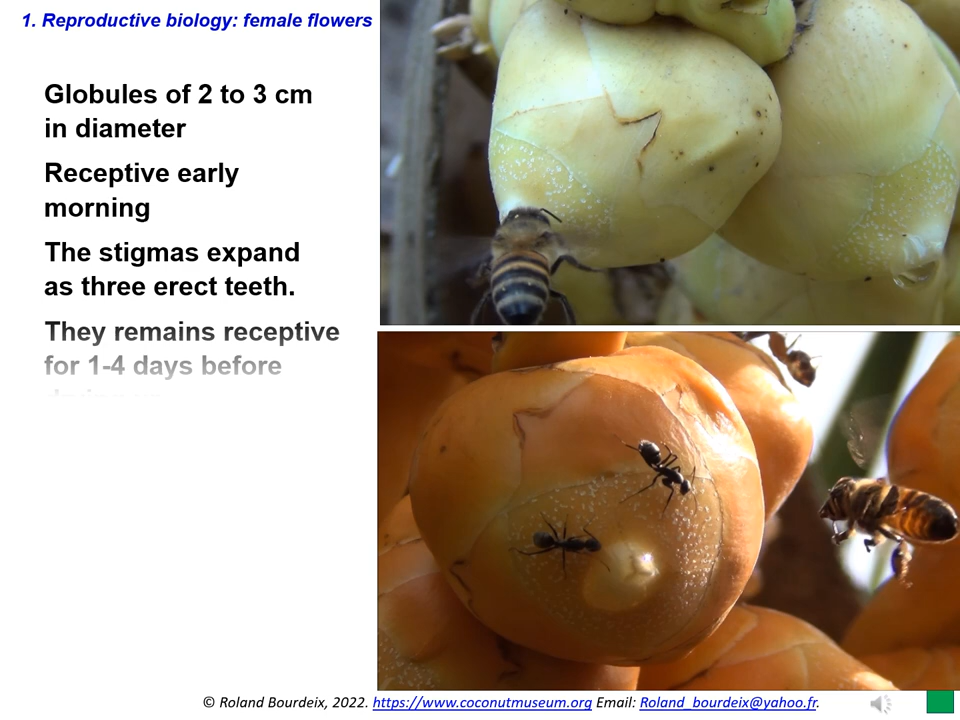 1. Reproductive biology: female flowers
Globules of 2 to 3 cm
in diameter
Receptive early
morning
The stigmas expand
as three erect teeth.
They remains receptive
for 1-4 days before
© Roland Bourdeix, 2022. https://www.coconutmuseum.org Email: Roland_bourdeix@yahoo.fr.